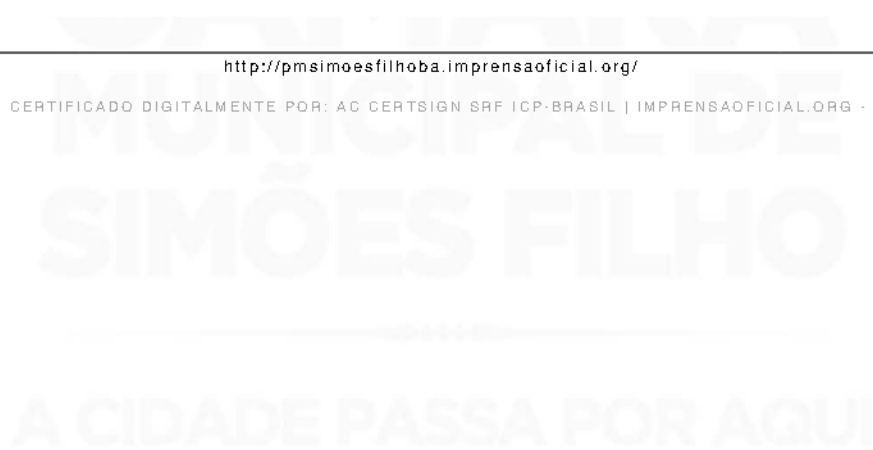 CÂMARA
http://pmsimoesfilhoba.imprensaoficial.org/
MUNICIPAL DE
CERTIFICADO DIGITALMENTE POR: AC CERTSIGN SRF ICP-BRASIL | IMPRENSAOFICIAL.ORG -
SIMÕES FILHO
A CIDADE PASSA POR AQUI